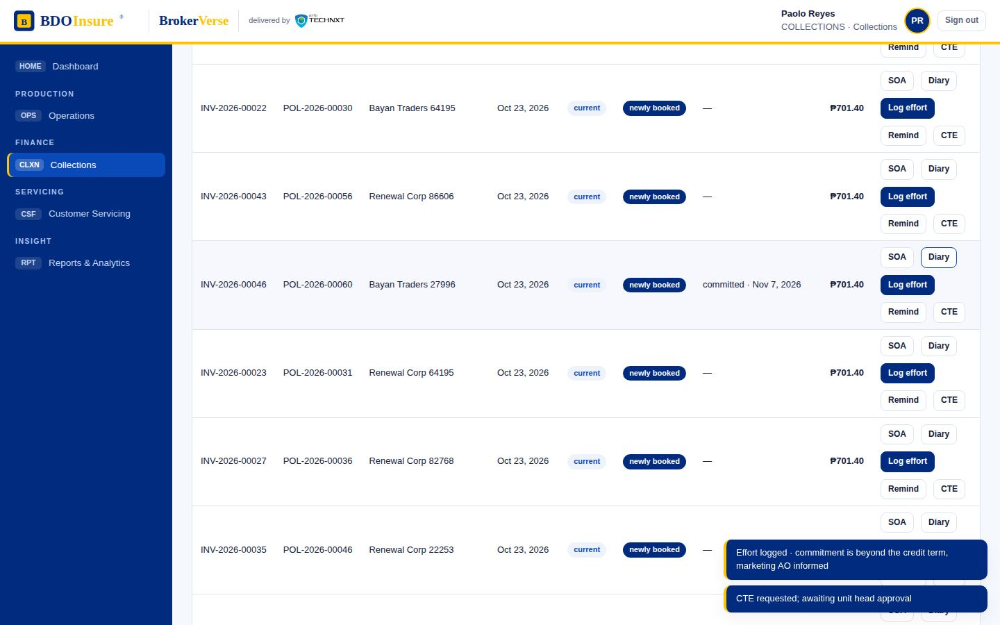 B BDOInsure ® BrokerVerse delivered by TECHNXT Paolo Reyes PR Sign out
COLLECTIONS · Collections
HOME Dashboard
PRODUCTION
OPS Operations
FINANCE
CLXN Collections
SERVICING
CSF Customer Servicing
INSIGHT
RPT Reports & Analytics
Remind CTE
SOA Diary
INV-2026-00022 POL-2026-00030 Bayan Traders 64195 Oct 23, 2026 current newly booked — ₱701.40 Log effort
Remind CTE
SOA Diary
INV-2026-00043 POL-2026-00056 Renewal Corp 86606 Oct 23, 2026 current newly booked — ₱701.40 Log effort
Remind CTE
SOA Diary
INV-2026-00046 POL-2026-00060 Bayan Traders 27996 Oct 23, 2026 current newly booked committed · Nov 7, 2026 ₱701.40 Log effort
Remind CTE
SOA Diary
INV-2026-00023 POL-2026-00031 Renewal Corp 64195 Oct 23, 2026 current newly booked — ₱701.40 Log effort
Remind CTE
SOA Diary
INV-2026-00027 POL-2026-00036 Renewal Corp 82768 Oct 23, 2026 current newly booked — ₱701.40 Log effort
Remind CTE
SOA Diary
INV-2026-00035 POL-2026-00046 Renewal Corp 22253 Oct 23, 2026 current newly booked —
Effort logged · commitment is beyond the credit term,
marketing AO informed
CTE requested; awaiting unit head approval